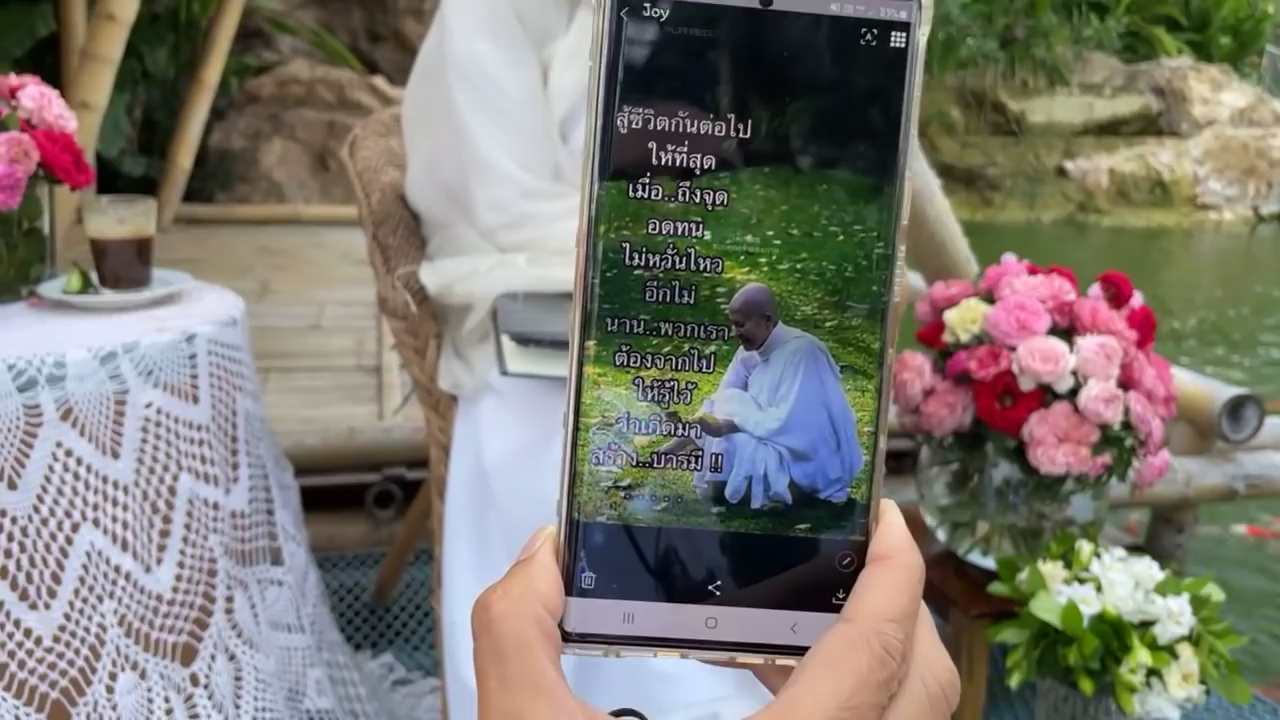 Joy
สู้ชีวิตกันต่อไป
ให้ที่สุด
เมื่อ..ถึงจุด
อดทน
ไม่หวั่นไหว
อีกไม่
นาน..พวกเรา
ต้องจากไป
ให้รู้ไว้
ว่าเกิดมา
สร้าง..บารมี !!